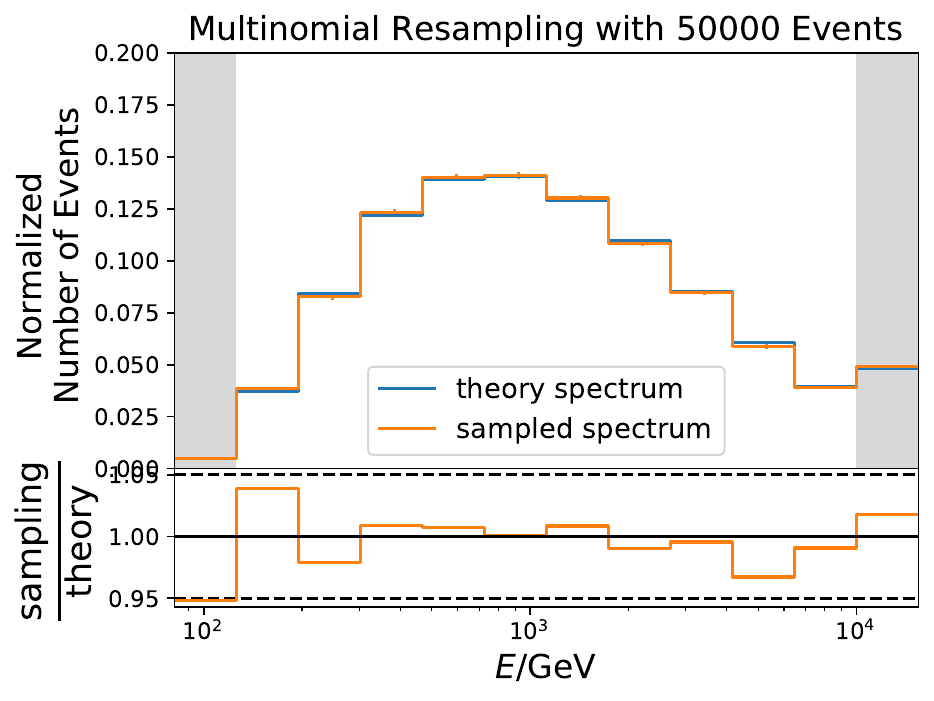 Multinomial Resampling with 50000 Events
Normalized
Number of Events
0.200
0.175
0.150
0.125
0.100
0.075
0.050
0.025
0.000
theory spectrum
sampled spectrum
sampling
theory
1.05
1.00
0.95
10²
10³
10⁴
E/GeV